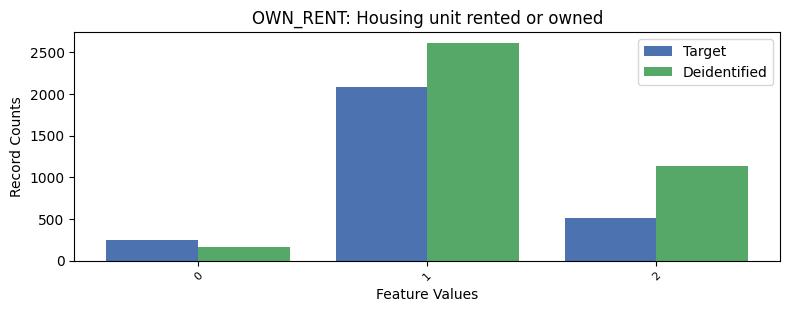 OWN_RENT: Housing unit rented or owned
Target
Deidentified
Record Counts
2500
2000
1500
1000
500
0
0
1
2
Feature Values